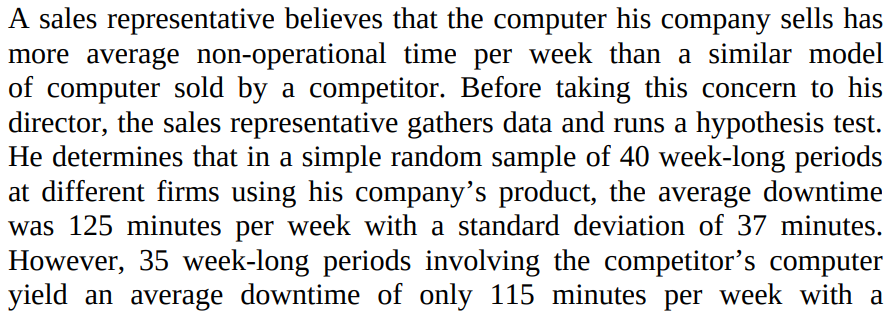 A sales representative believes that the computer his company sells has
more average non-operational time per week than a similar model
of computer sold by a competitor. Before taking this concern to his
director, the sales representative gathers data and runs a hypothesis test.
He determines that in a simple random sample of 40 week-long periods
at different firms using his company’s product, the average downtime
was 125 minutes per week with a standard deviation of 37 minutes.
However, 35 week-long periods involving the competitor’s computer
yield an average downtime of only 115 minutes per week with a